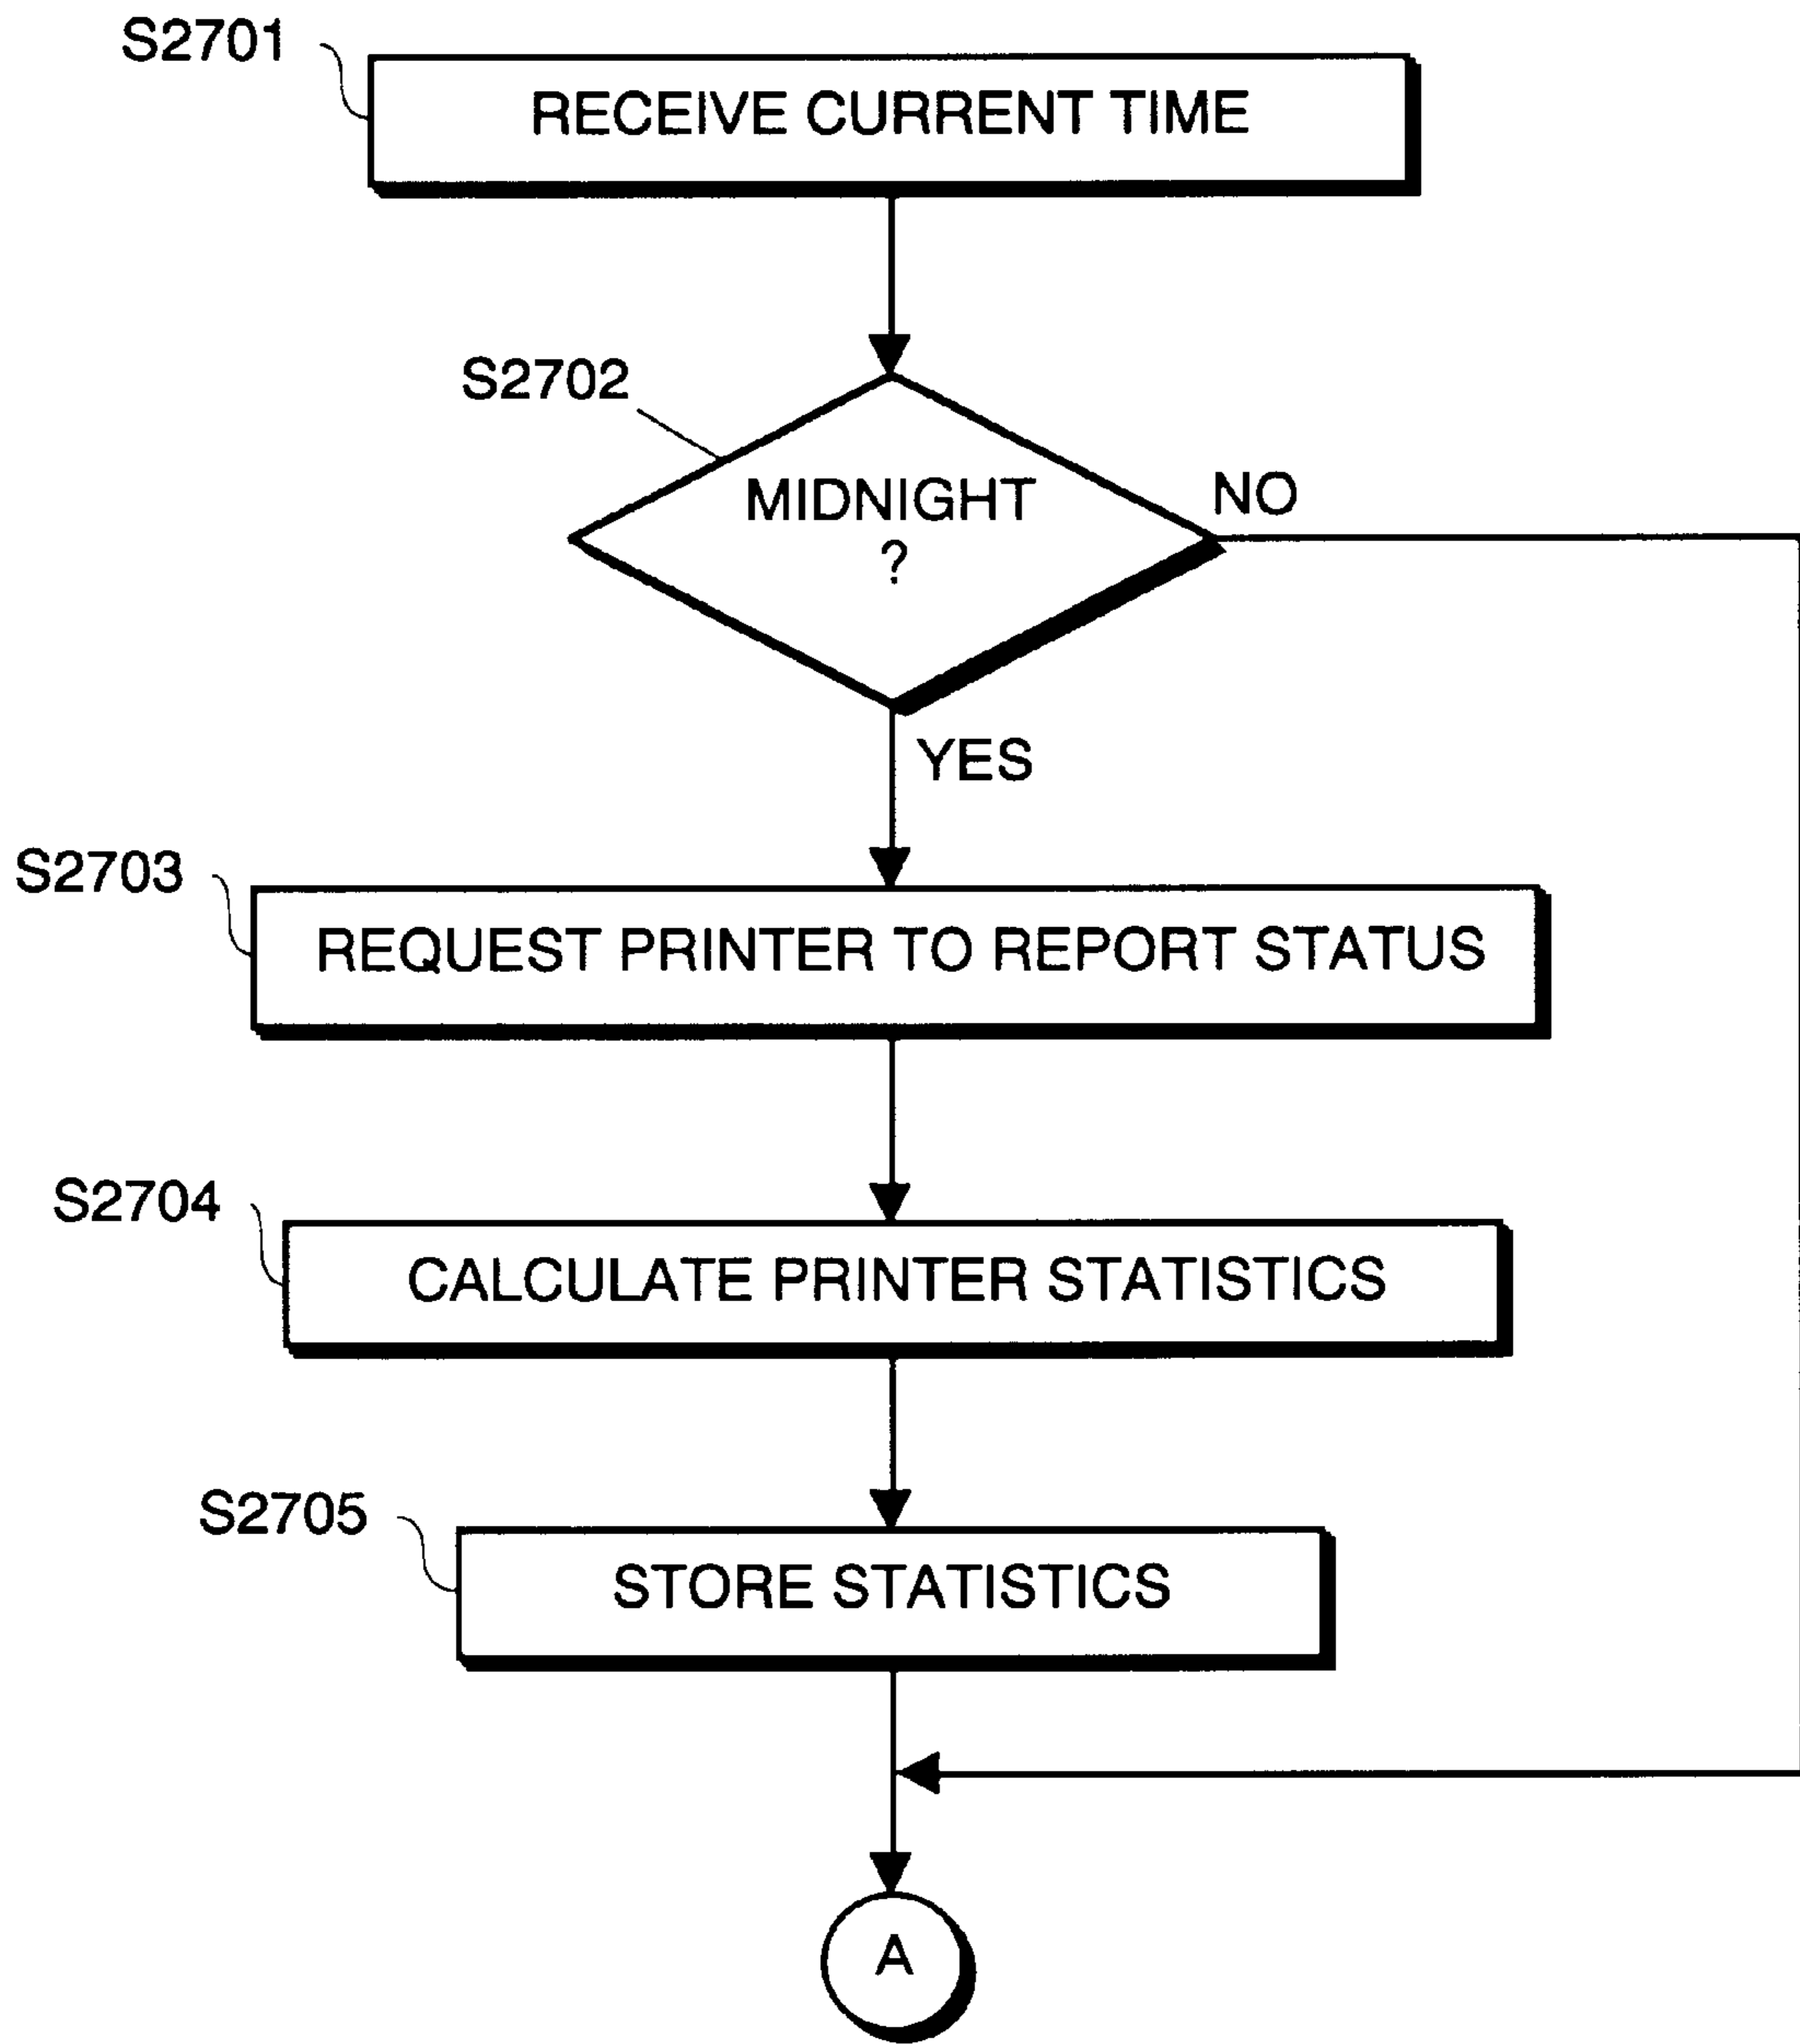 S2701
RECEIVE CURRENT TIME
S2702
MIDNIGHT
?
NO
YES
S2703
REQUEST PRINTER TO REPORT STATUS
S2704
CALCULATE PRINTER STATISTICS
S2705
STORE STATISTICS
A